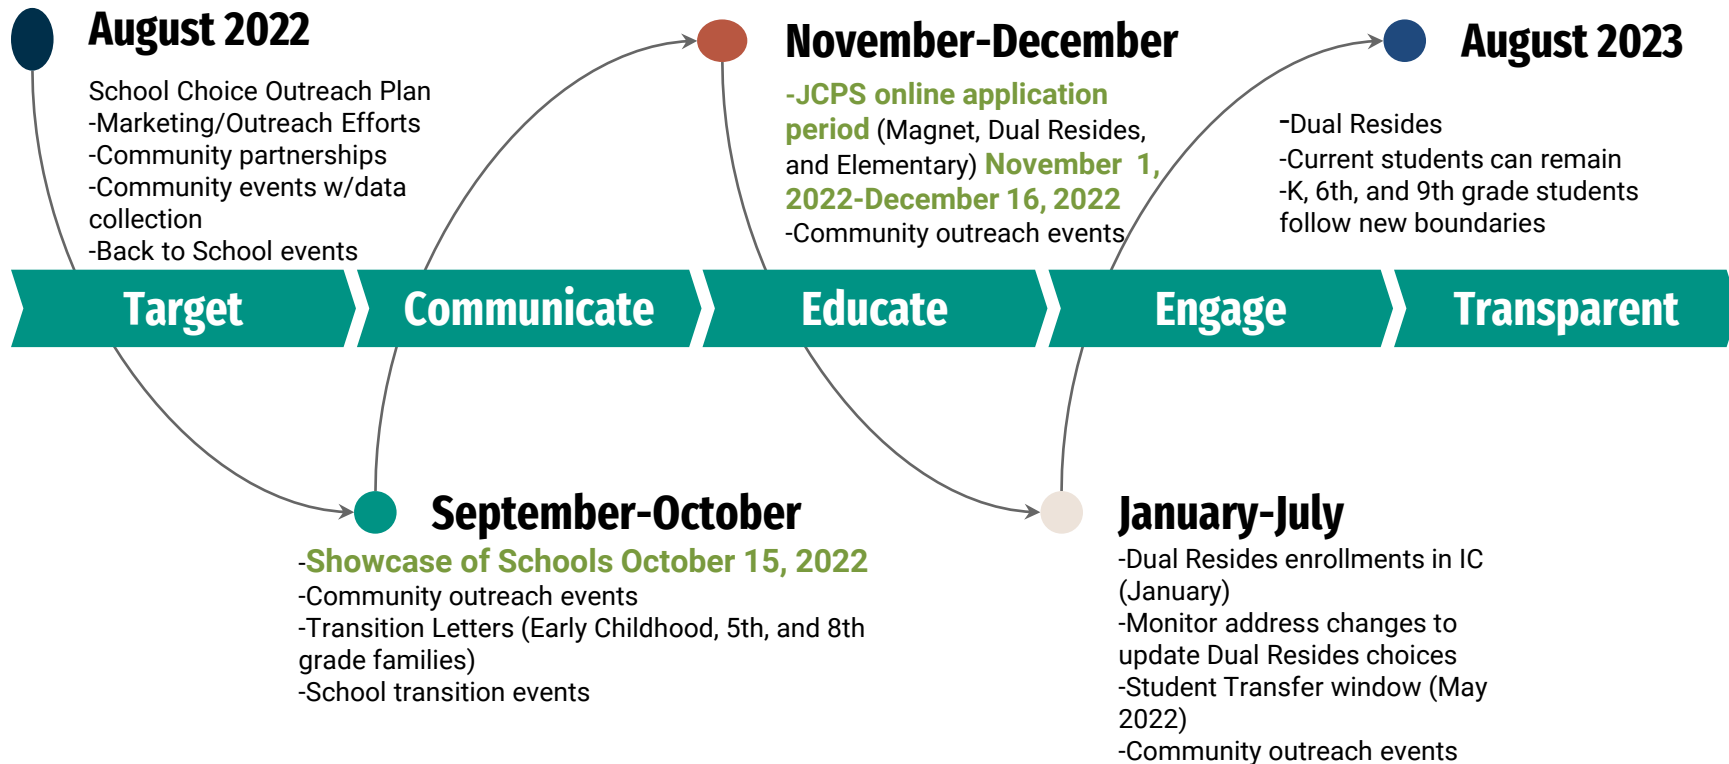 August 2022
School Choice Outreach Plan
-Marketing/Outreach Efforts
-Community partnerships
-Community events w/data
collection
-Back to School events
November-December
-JCPS online application
period (Magnet, Dual Resides,
and Elementary) November 1,
2022-December 16, 2022
-Community outreach events
August 2023
-Dual Resides
-Current students can remain
-K, 6th, and 9th grade students
follow new boundaries
Target
Communicate
Educate
Engage
Transparent
September-October
-Showcase of Schools October 15, 2022
-Community outreach events
-Transition Letters (Early Childhood, 5th, and 8th
grade families)
-School transition events
January-July
-Dual Resides enrollments in IC
(January)
-Monitor address changes to
update Dual Resides choices
-Student Transfer window (May
2022)
-Community outreach events